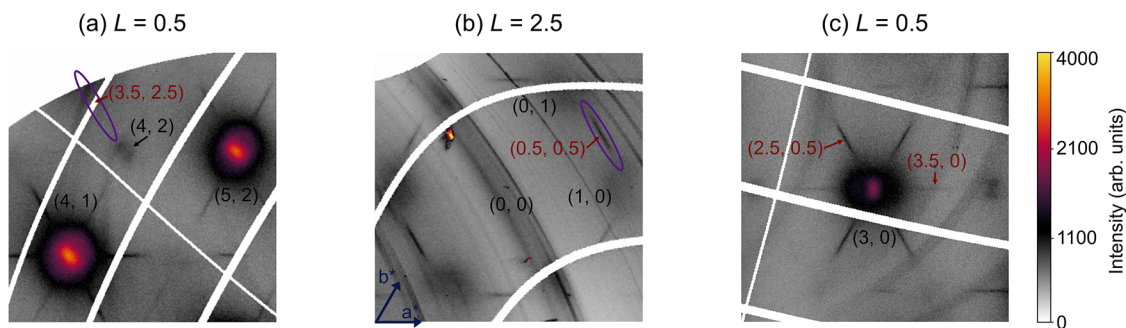 (a) L = 0.5
(3.5, 2.5)
(4, 2)
(4, 1)
(5, 2)
(b) L = 2.5
(0, 1)
(0.5, 0.5)
(1, 0)
(0, 0)
b*
a*
(c) L = 0.5
(2.5, 0.5)
(3.5, 0)
(3, 0)
4000
2100
1100
0
Intensity (arb. units)